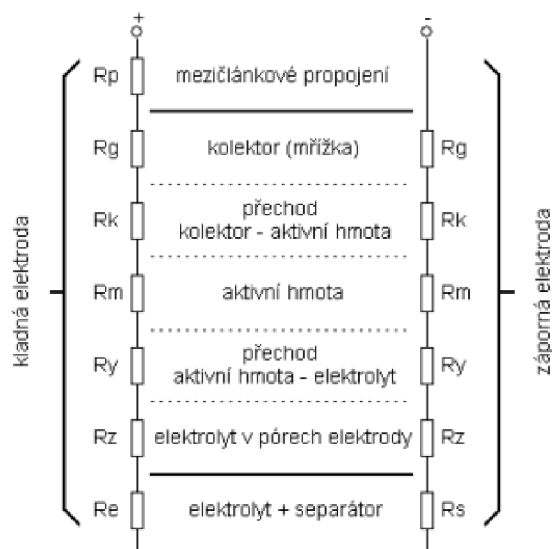 + -
Rp mezičlánkové propojení
Rg kolektor (mřížka) Rg
přechod
Rk kolektor - aktivní hmota Rk
Rm aktivní hmota Rm
přechod
Ry aktivní hmota - elektrolyt Ry
Rz elektrolyt v pórech elektrody Rz
Re elektrolyt + separátor Rs
kladná elektroda
záporná elektroda